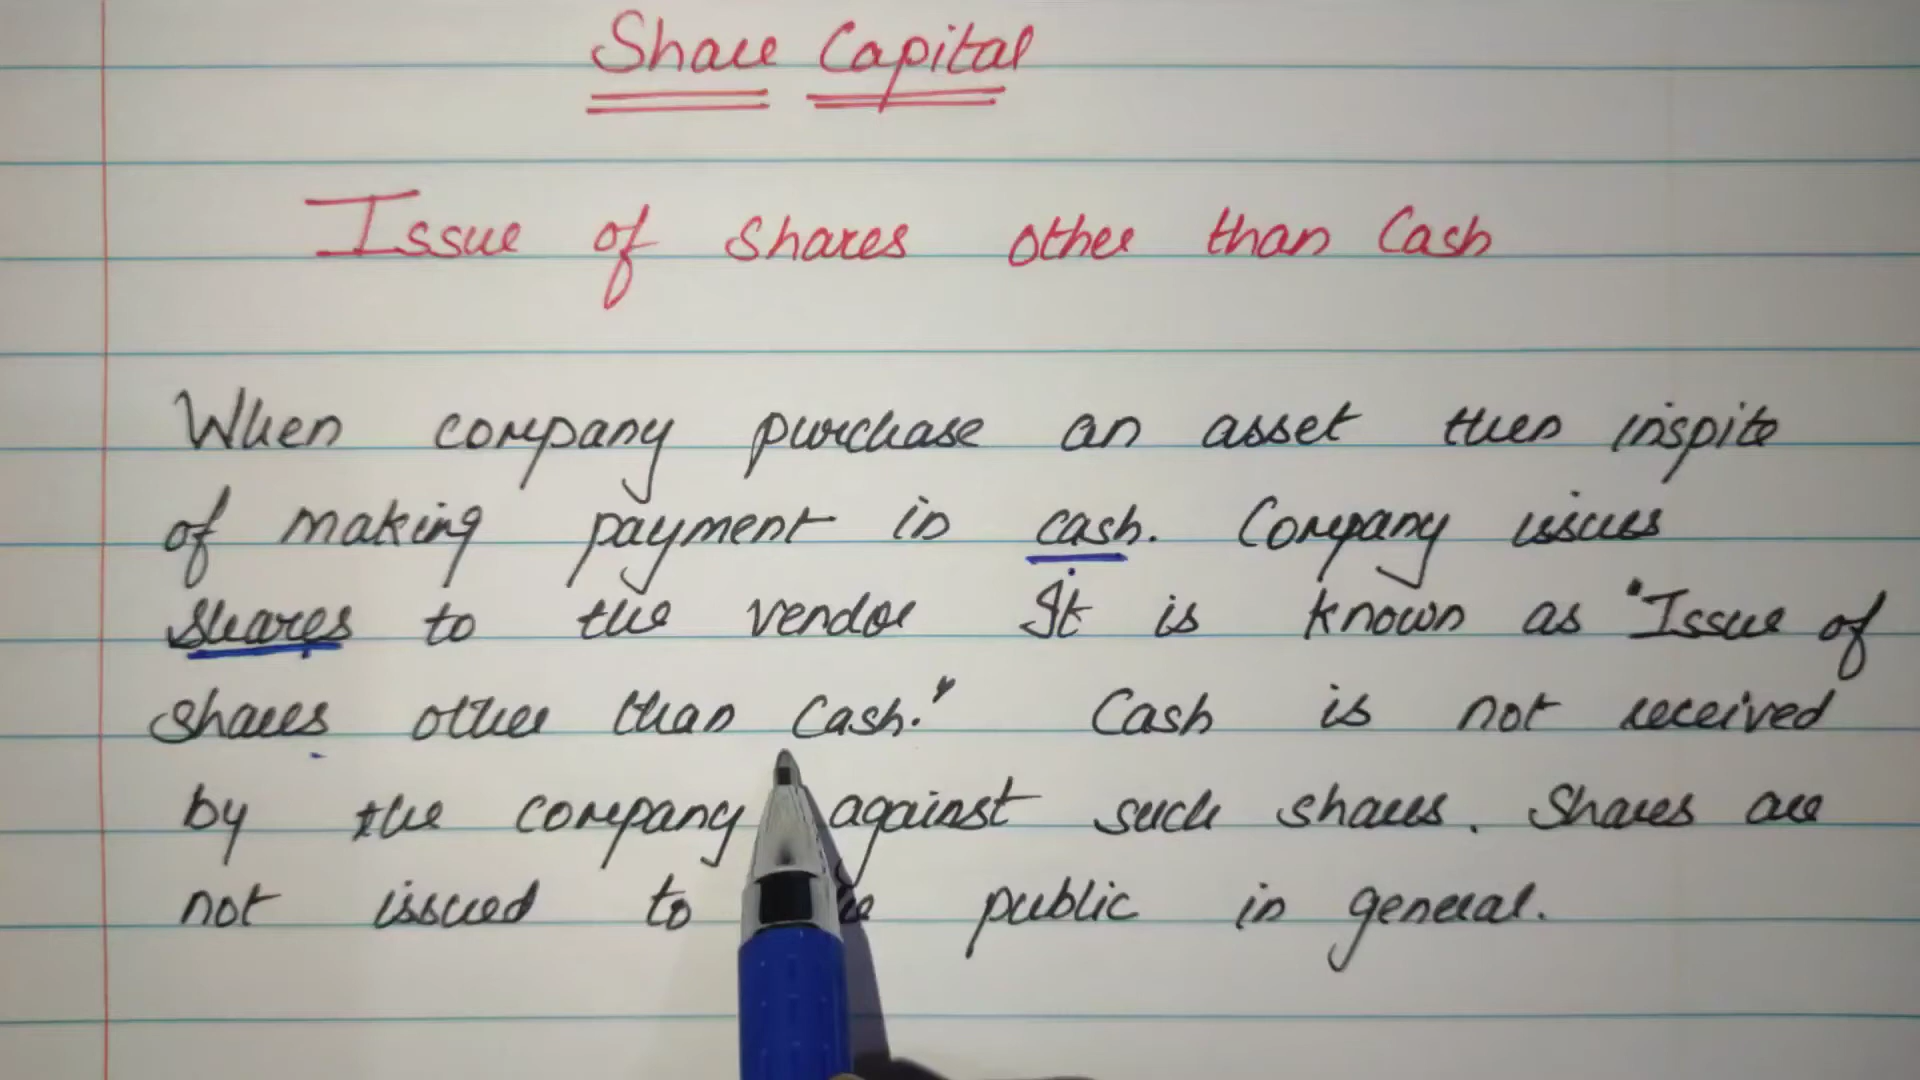 Share Capital
Issue of shares other than Cash
When company purchase an asset then inspite
of making payment in cash. Company issues
shares to the vendor It is known as "Issue of
shares other than Cash." Cash is not received
by the company against such shares. Shares are
not issued to public in general.